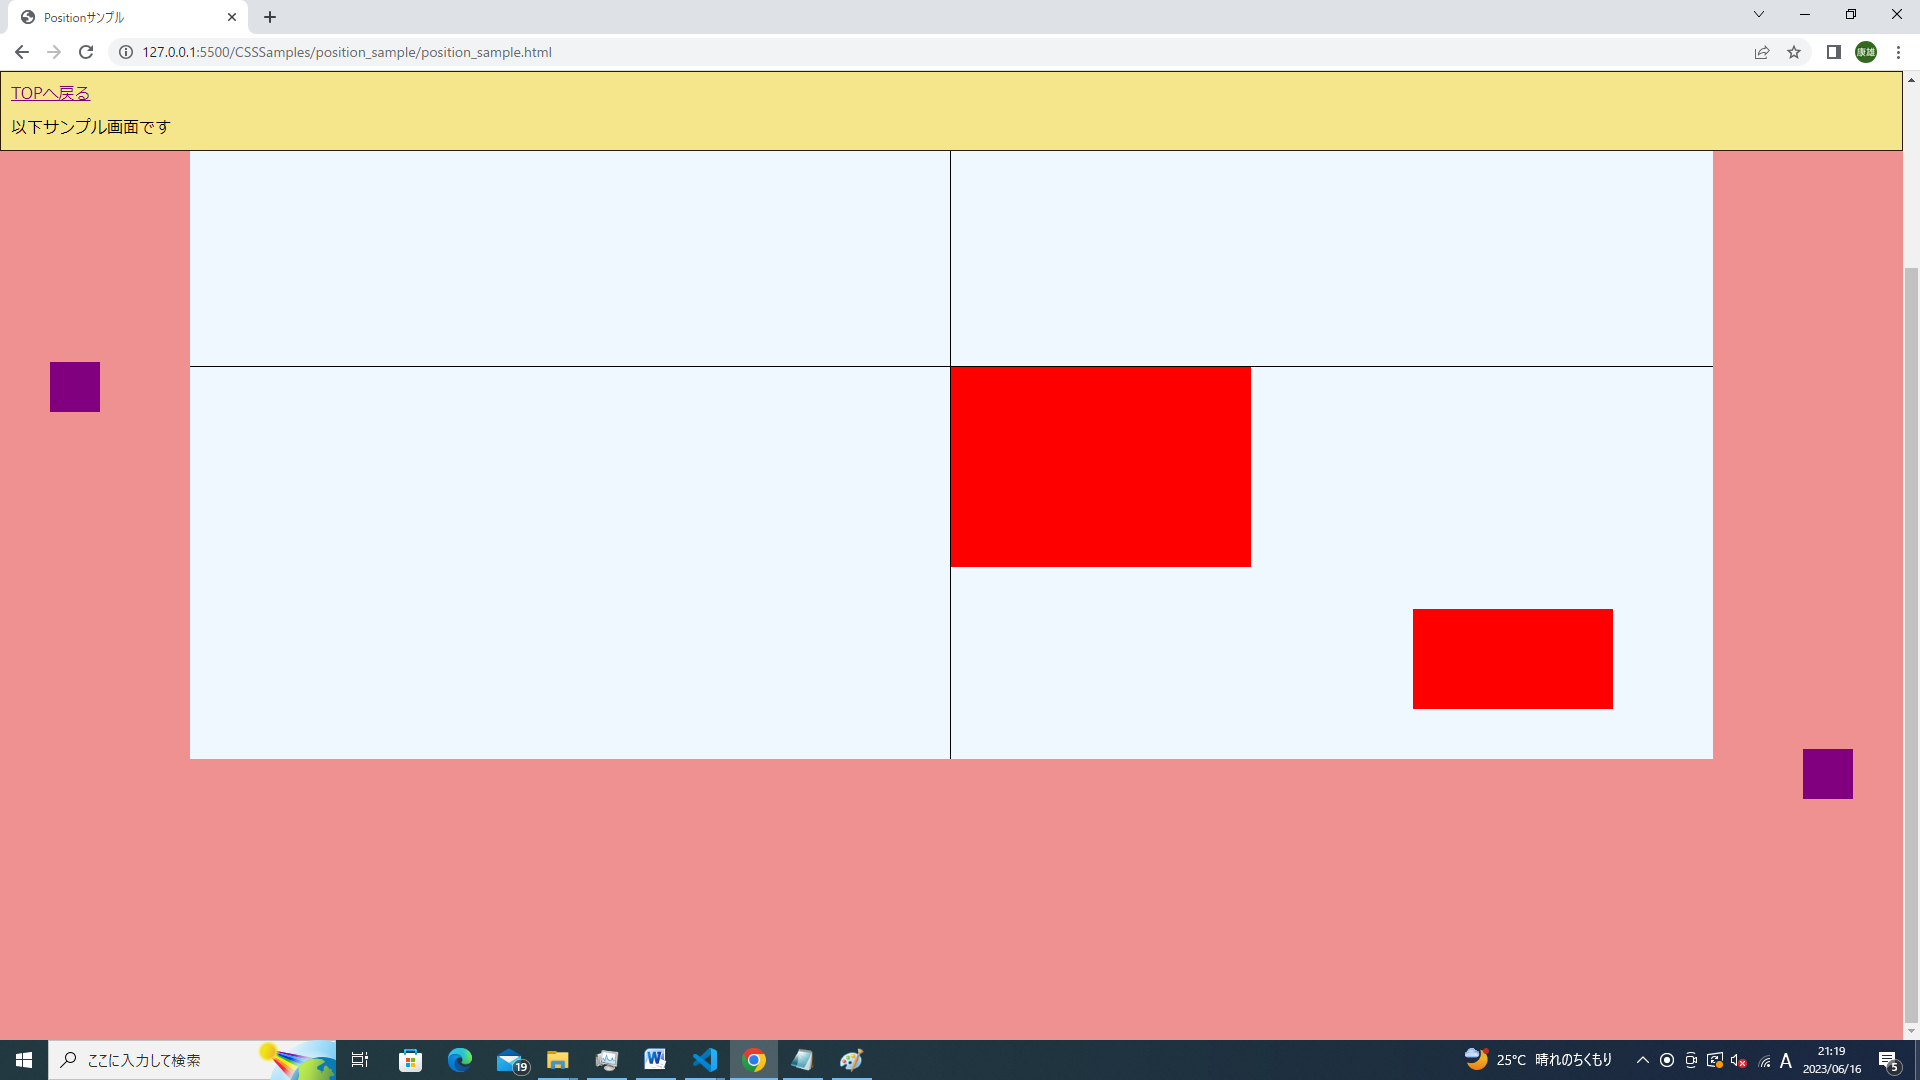 Positionサンプル
127.0.0.1:5500/CSSSamples/position_sample/position_sample.html
康雄
TOPへ戻る
以下サンプル画面です
ここに入力して検索
19
W
25°C 晴れのちくもり
A
21:19
2023/06/16
5